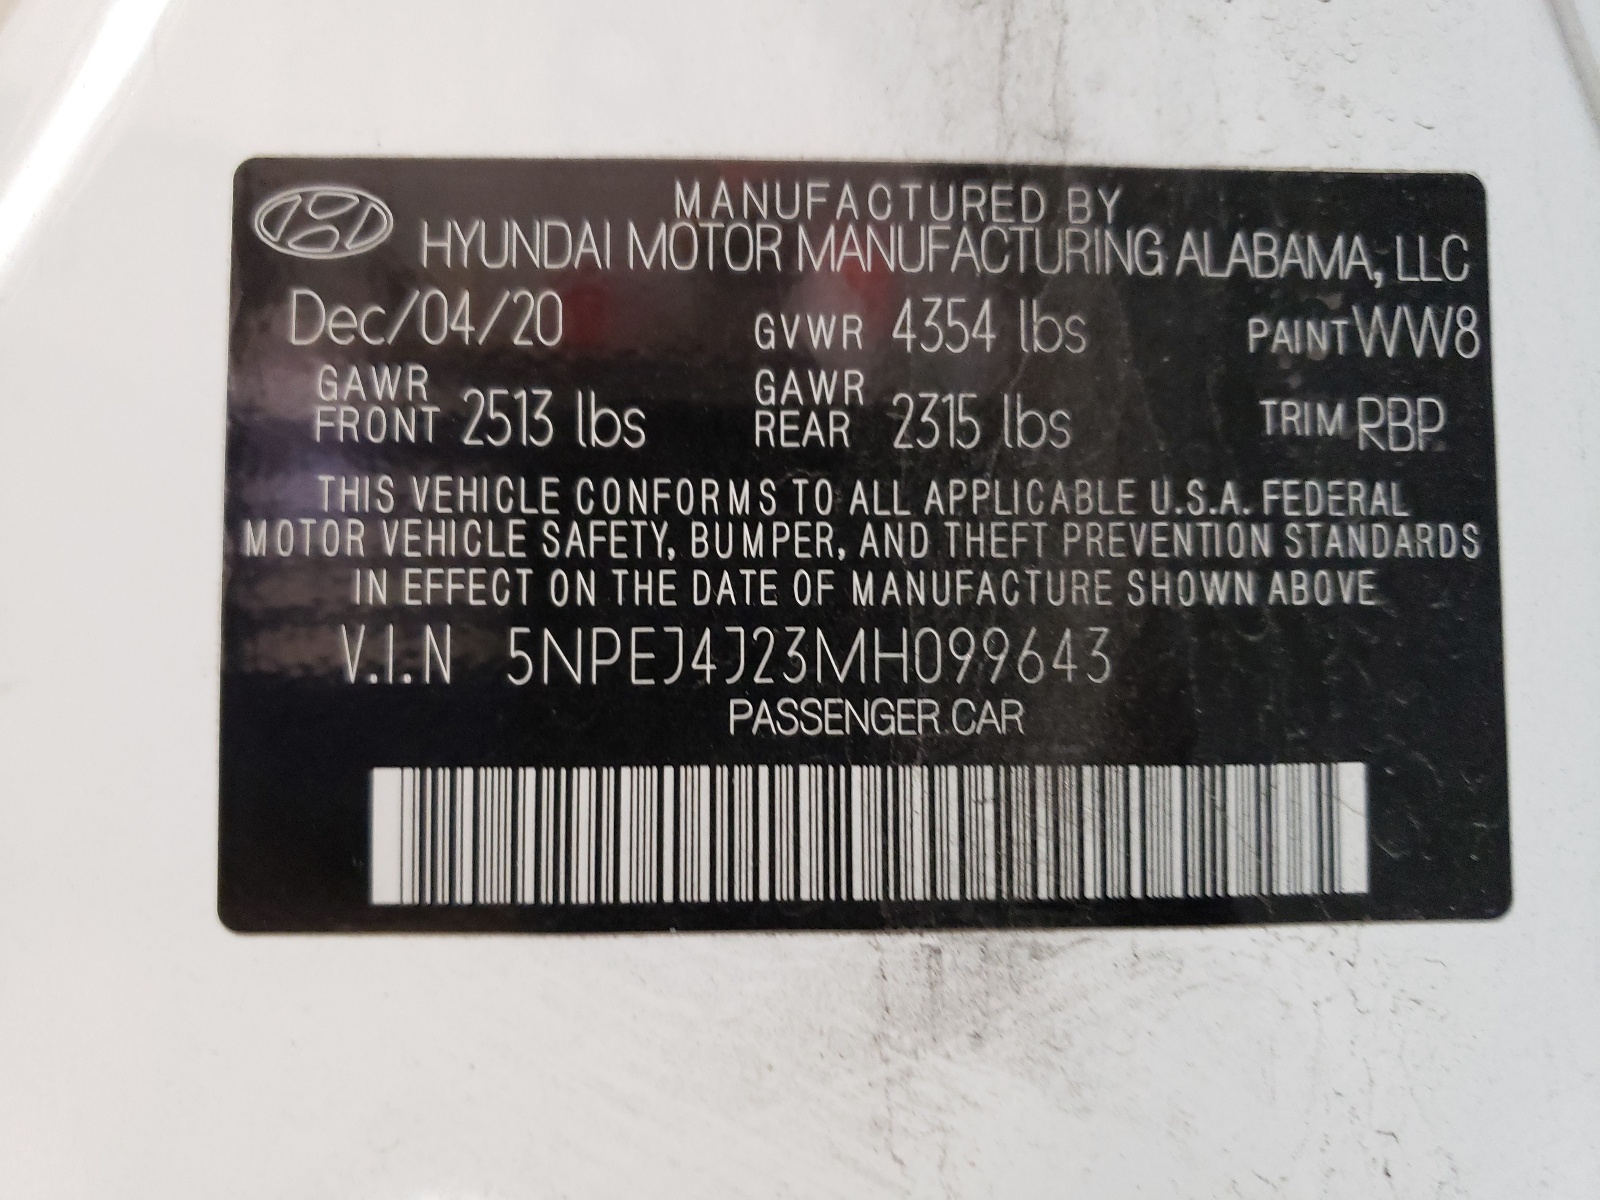 MANUFACTURED BY
HYUNDAI MOTOR MANUFACTURING ALABAMA, LLC
Dec/04/20 GVWR 4354 lbs PAINT WW8
GAWR FRONT 2513 lbs GAWR REAR 2315 lbs TRIM RBP
THIS VEHICLE CONFORMS TO ALL APPLICABLE U.S.A. FEDERAL
MOTOR VEHICLE SAFETY, BUMPER, AND THEFT PREVENTION STANDARDS
IN EFFECT ON THE DATE OF MANUFACTURE SHOWN ABOVE
V.I.N 5NPEJ4J23MH099643
PASSENGER CAR